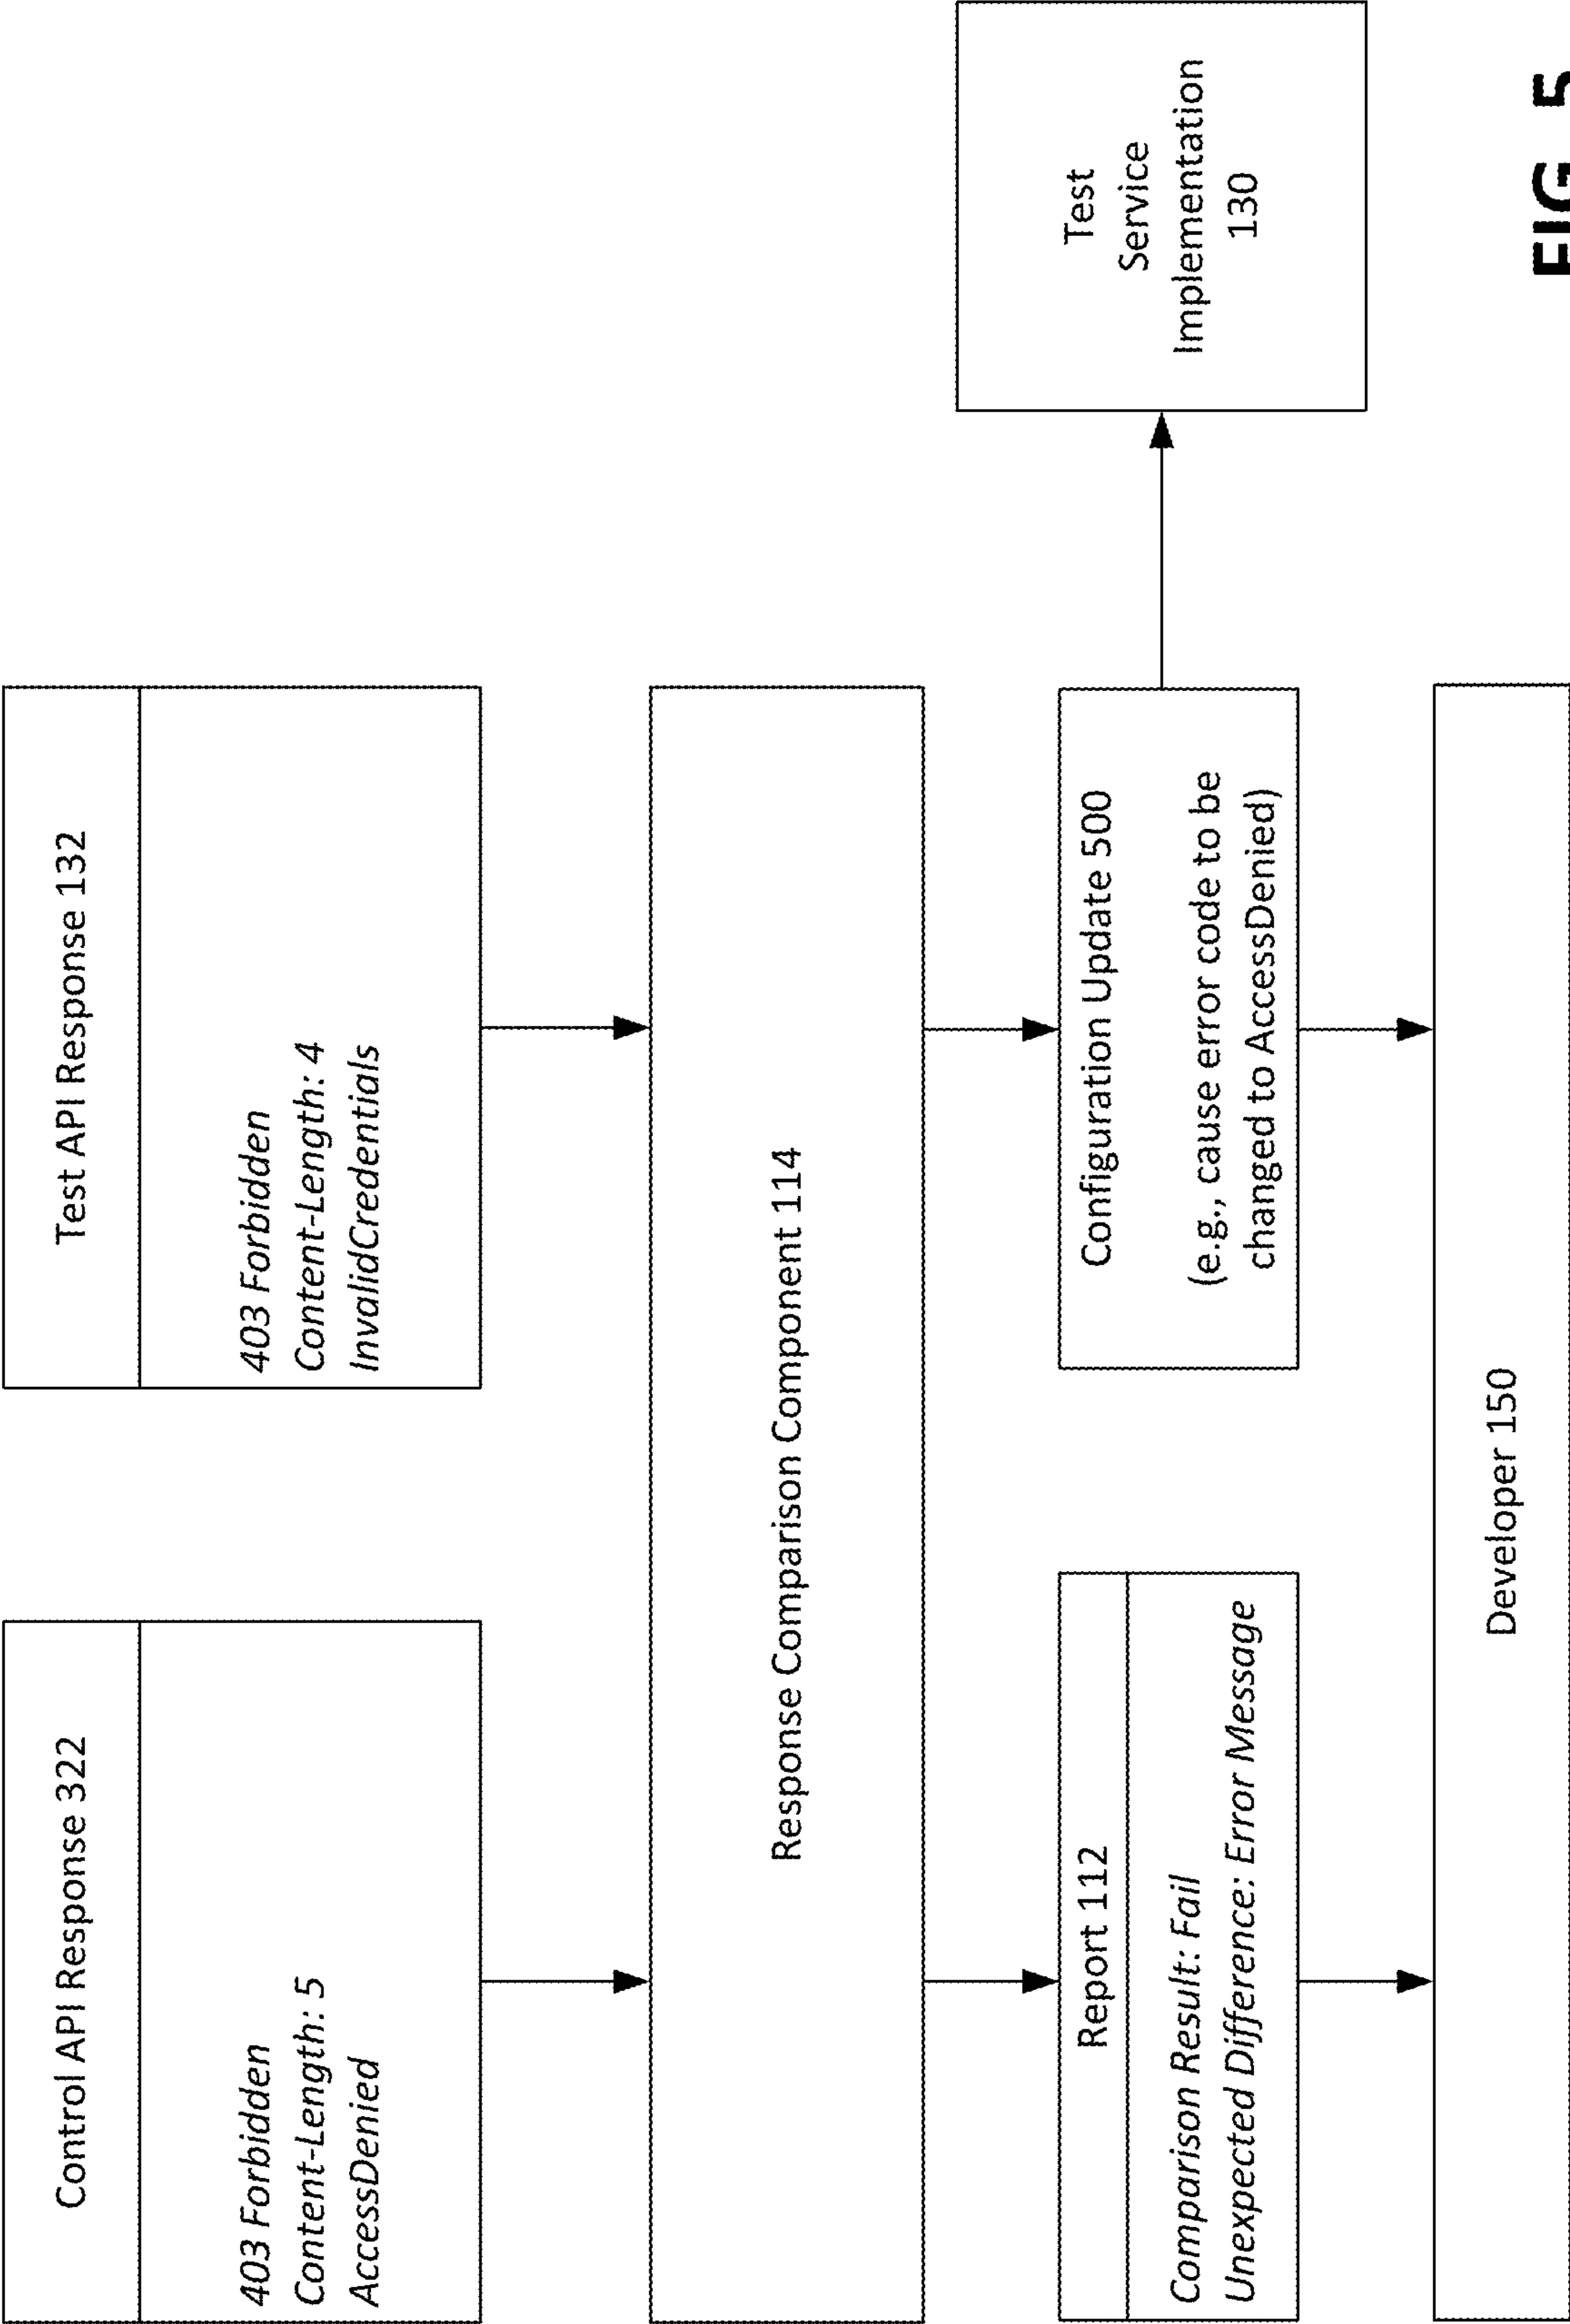 Control API Response 322
403 Forbidden
Content-Length: 5
AccessDenied
Test API Response 132
403 Forbidden
Content-Length: 4
InvalidCredentials
Response Comparison Component 114
Report 112
Comparison Result: Fail
Unexpected Difference: Error Message
Configuration Update 500
(e.g., cause error code to be
changed to AccessDenied)
Test
Service
Implementation
130
Developer 150
FIG. 5